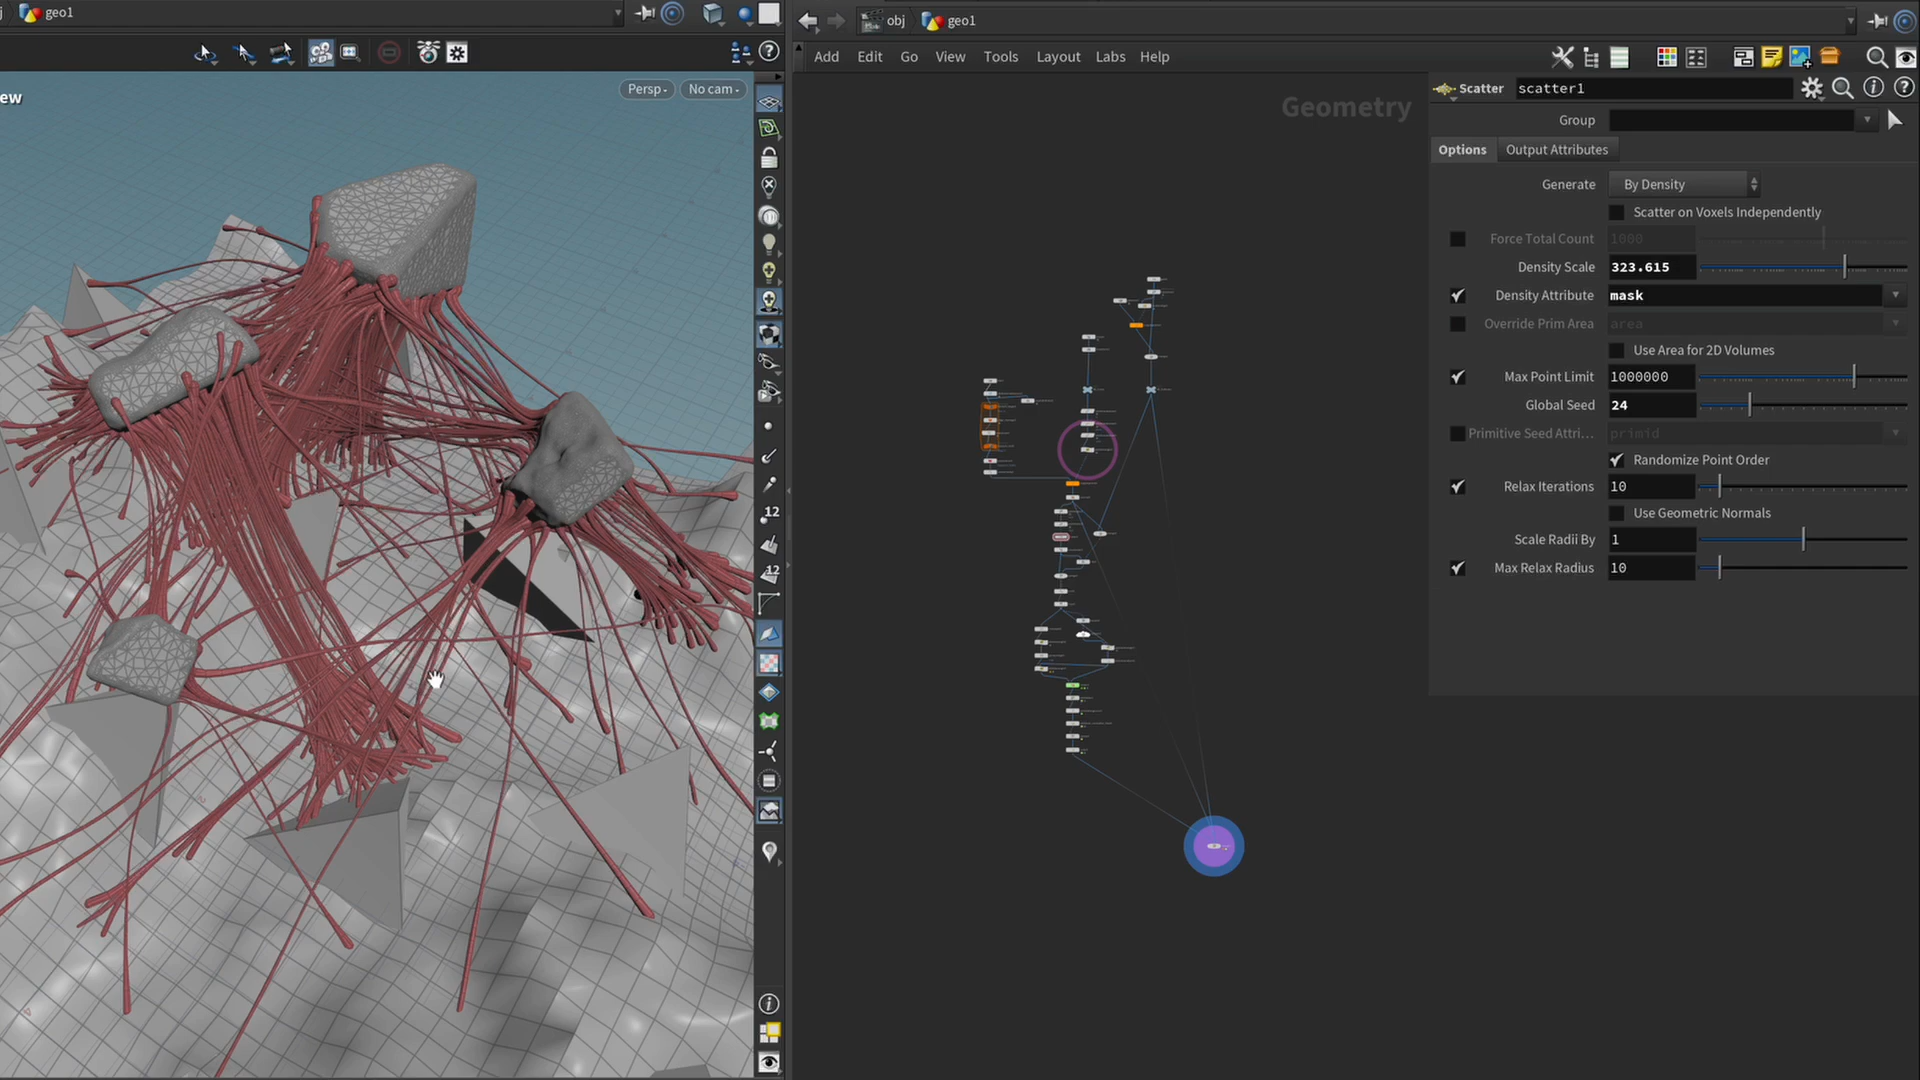 geo1
obj
geo1
Add
Edit
Go
View
Tools
Layout
Labs
Help
ew
Persp
No cam
Geometry
Scatter
scatter1
Group
Options
Output Attributes
Generate
By Density
Scatter on Voxels Independently
Force Total Count
1000
Density Scale
323.615
Density Attribute
mask
Override Prim Area
area
Use Area for 2D Volumes
Max Point Limit
1000000
Global Seed
24
Primitive Seed Attri...
primid
Randomize Point Order
Relax Iterations
10
Use Geometric Normals
Scale Radii By
1
Max Relax Radius
10
12
12